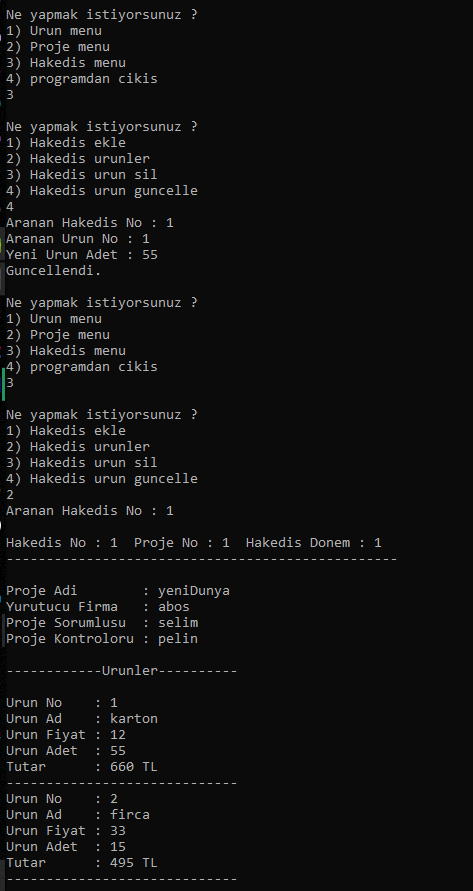 Ne yapmak istiyorsunuz ?
1) Urun menu
2) Proje menu
3) Hakedis menu
4) programdan cikis
3
Ne yapmak istiyorsunuz ?
1) Hakedis ekle
2) Hakedis urunler
3) Hakedis urun sil
4) Hakedis urun guncelle
4
Aranan Hakedis No : 1
Aranan Urun No : 1
Yeni Urun Adet : 55
Guncellendi.
Ne yapmak istiyorsunuz ?
1) Urun menu
2) Proje menu
3) Hakedis menu
4) programdan cikis
3
Ne yapmak istiyorsunuz ?
1) Hakedis ekle
2) Hakedis urunler
3) Hakedis urun sil
4) Hakedis urun guncelle
2
Aranan Hakedis No : 1
Hakedis No : 1  Proje No : 1  Hakedis Donem : 1
-------------------------------------------------
Proje Adi        : yeniDunya
Yurutucu Firma   : abos
Proje Sorumlusu  : selim
Proje Kontroloru : pelin
------------Urunler----------
Urun No    : 1
Urun Ad    : karton
Urun Fiyat : 12
Urun Adet  : 55
Tutar      : 660 TL
-----------------------------
Urun No    : 2
Urun Ad    : firca
Urun Fiyat : 33
Urun Adet  : 15
Tutar      : 495 TL
-----------------------------